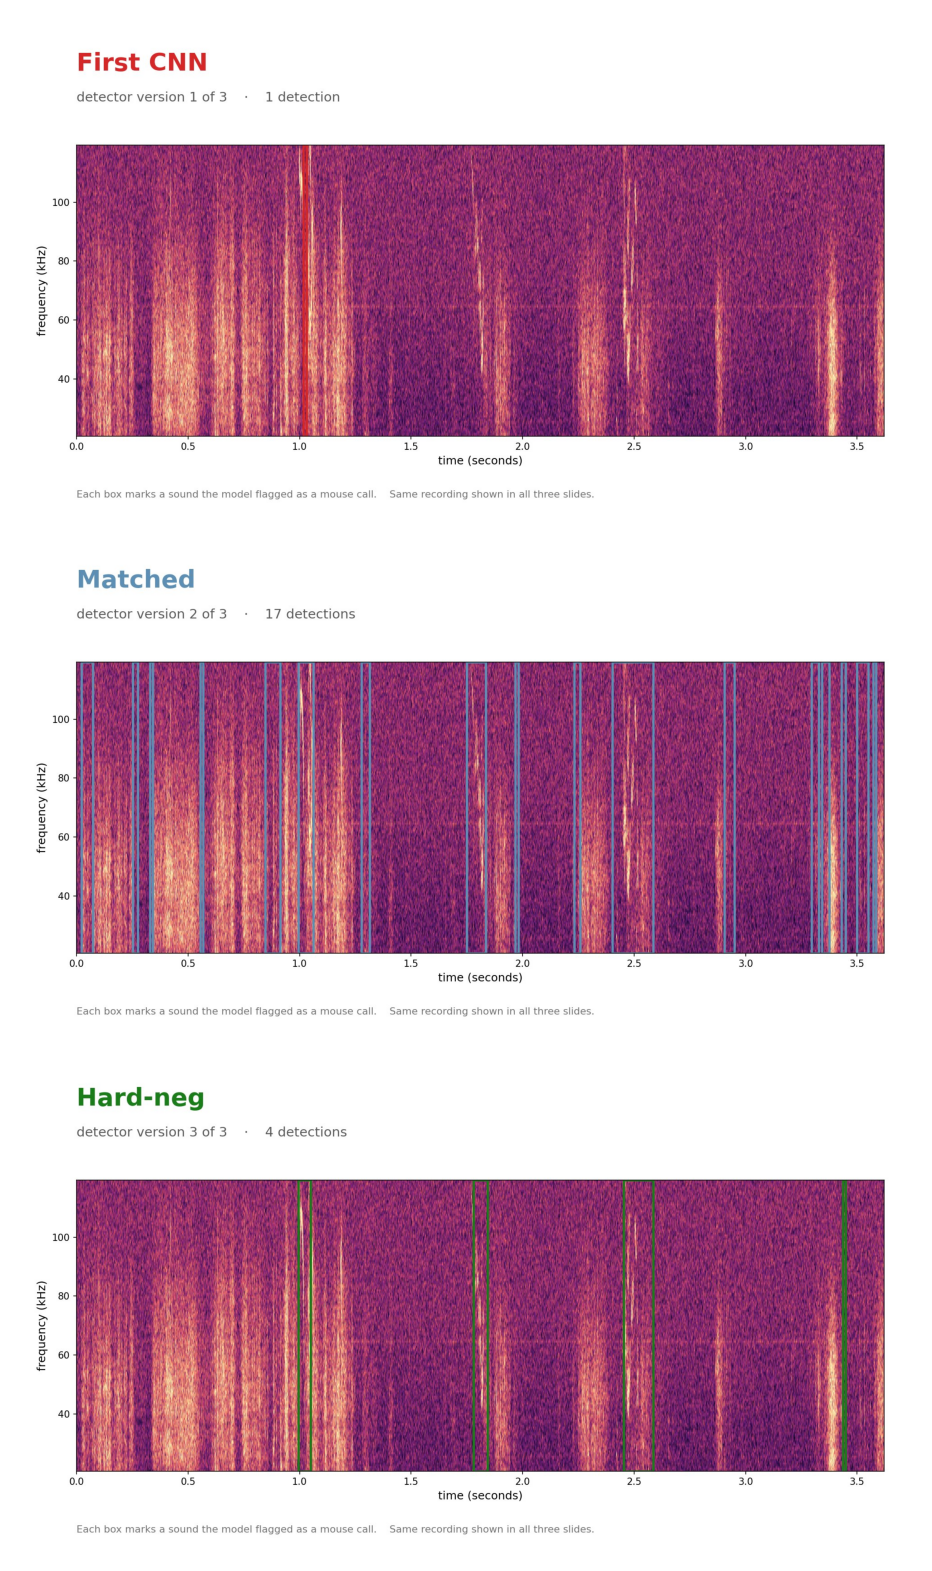 First CNN
detector version 1 of 3 · 1 detection
100
80
60
40
frequency (kHz)
0.0 0.5 1.0 1.5 2.0 2.5 3.0 3.5
time (seconds)
Each box marks a sound the model flagged as a mouse call. Same recording shown in all three slides.
Matched
detector version 2 of 3 · 17 detections
100
80
60
40
frequency (kHz)
0.0 0.5 1.0 1.5 2.0 2.5 3.0 3.5
time (seconds)
Each box marks a sound the model flagged as a mouse call. Same recording shown in all three slides.
Hard-neg
detector version 3 of 3 · 4 detections
100
80
60
40
frequency (kHz)
0.0 0.5 1.0 1.5 2.0 2.5 3.0 3.5
time (seconds)
Each box marks a sound the model flagged as a mouse call. Same recording shown in all three slides.